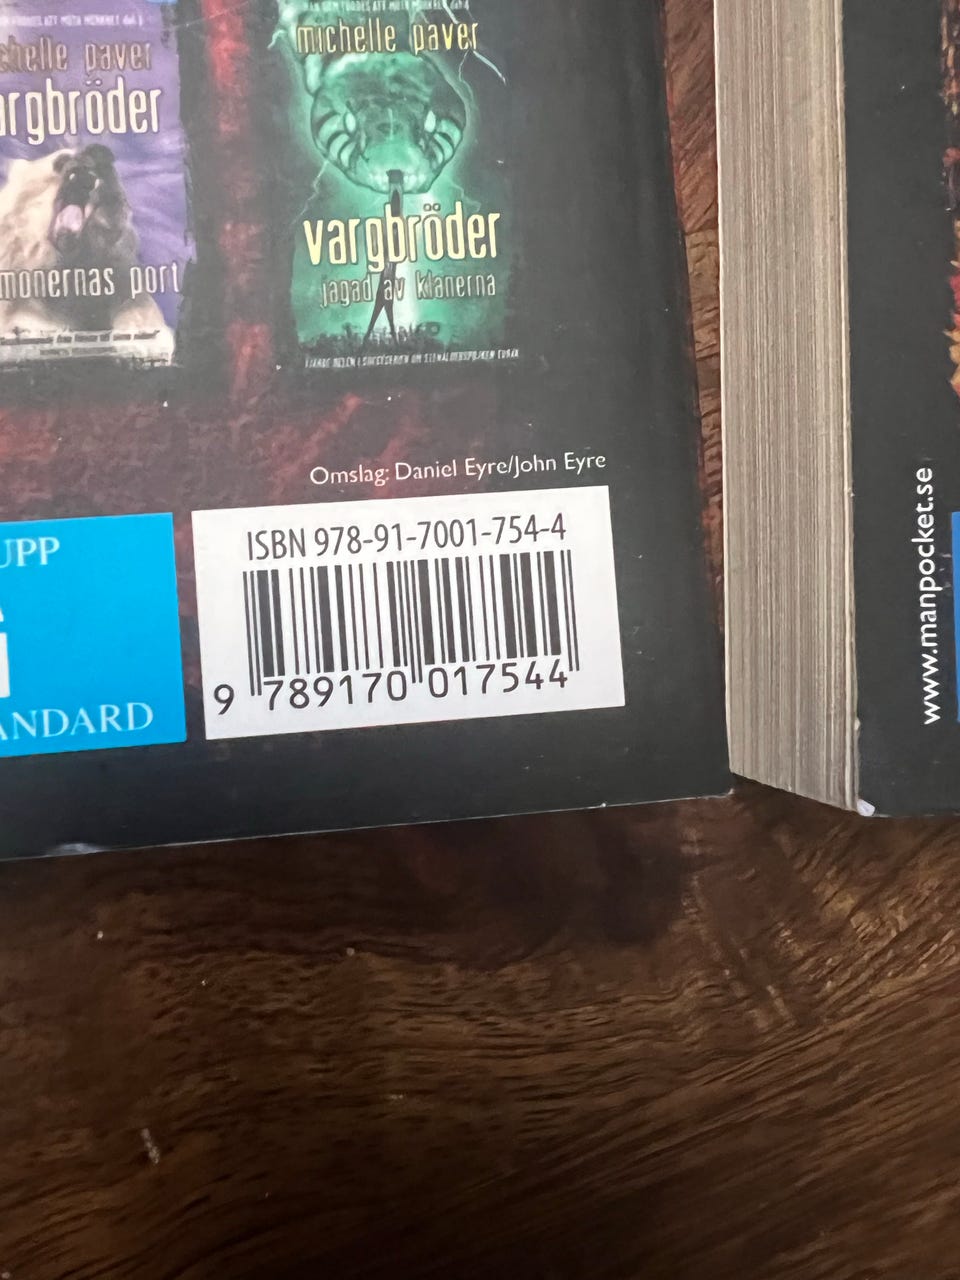 michelle paver
vargbröder
jagad av klanerna
chelle paver
argbröder
monernas port
Omslag: Daniel Eyre/John Eyre
UPP
ANDARD
ISBN 978-91-7001-754-4
9 789170 017544
www.manpocket.se